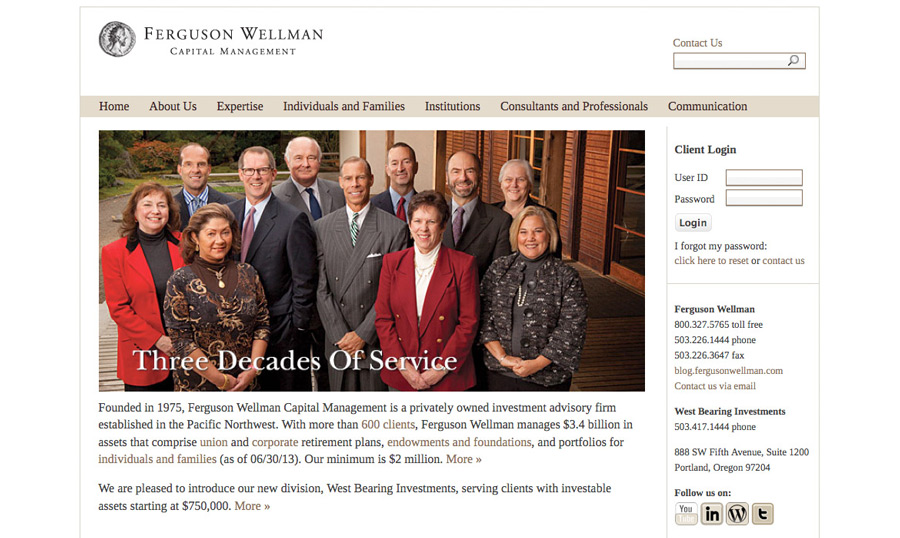 FERGUSON WELLMAN
CAPITAL MANAGEMENT
Contact Us
Home About Us Expertise Individuals and Families Institutions Consultants and Professionals Communication
Three Decades Of Service
Founded in 1975, Ferguson Wellman Capital Management is a privately owned investment advisory firm
established in the Pacific Northwest. With more than 600 clients, Ferguson Wellman manages $3.4 billion in
assets that comprise union and corporate retirement plans, endowments and foundations, and portfolios for
individuals and families (as of 06/30/13). Our minimum is $2 million. More »
We are pleased to introduce our new division, West Bearing Investments, serving clients with investable
assets starting at $750,000. More »
Client Login
User ID
Password
Login
I forgot my password:
click here to reset or contact us
Ferguson Wellman
800.327.5765 toll free
503.226.1444 phone
503.226.3647 fax
blog.fergusonwellman.com
Contact us via email
West Bearing Investments
503.417.1444 phone
888 SW Fifth Avenue, Suite 1200
Portland, Oregon 97204
Follow us on:
You Tube in W t